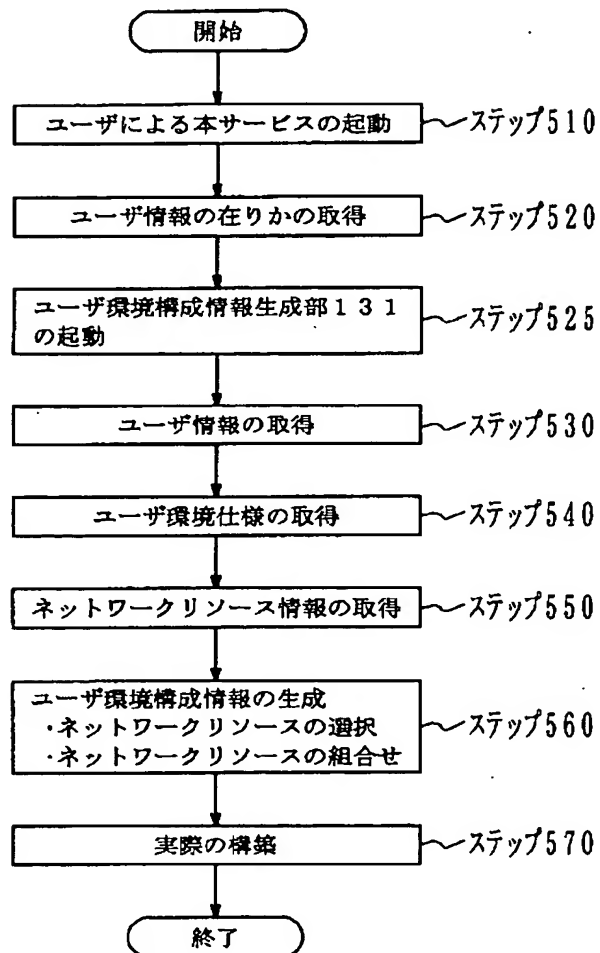 開始
ユーザによる本サービスの起動 ステップ510
ユーザ情報の在りかの取得 ステップ520
ユーザ環境構成情報生成部131
の起動 ステップ525
ユーザ情報の取得 ステップ530
ユーザ環境仕様の取得 ステップ540
ネットワークリソース情報の取得 ステップ550
ユーザ環境構成情報の生成
・ネットワークリソースの選択 ステップ560
・ネットワークリソースの組合せ
実際の構築 ステップ570
終了